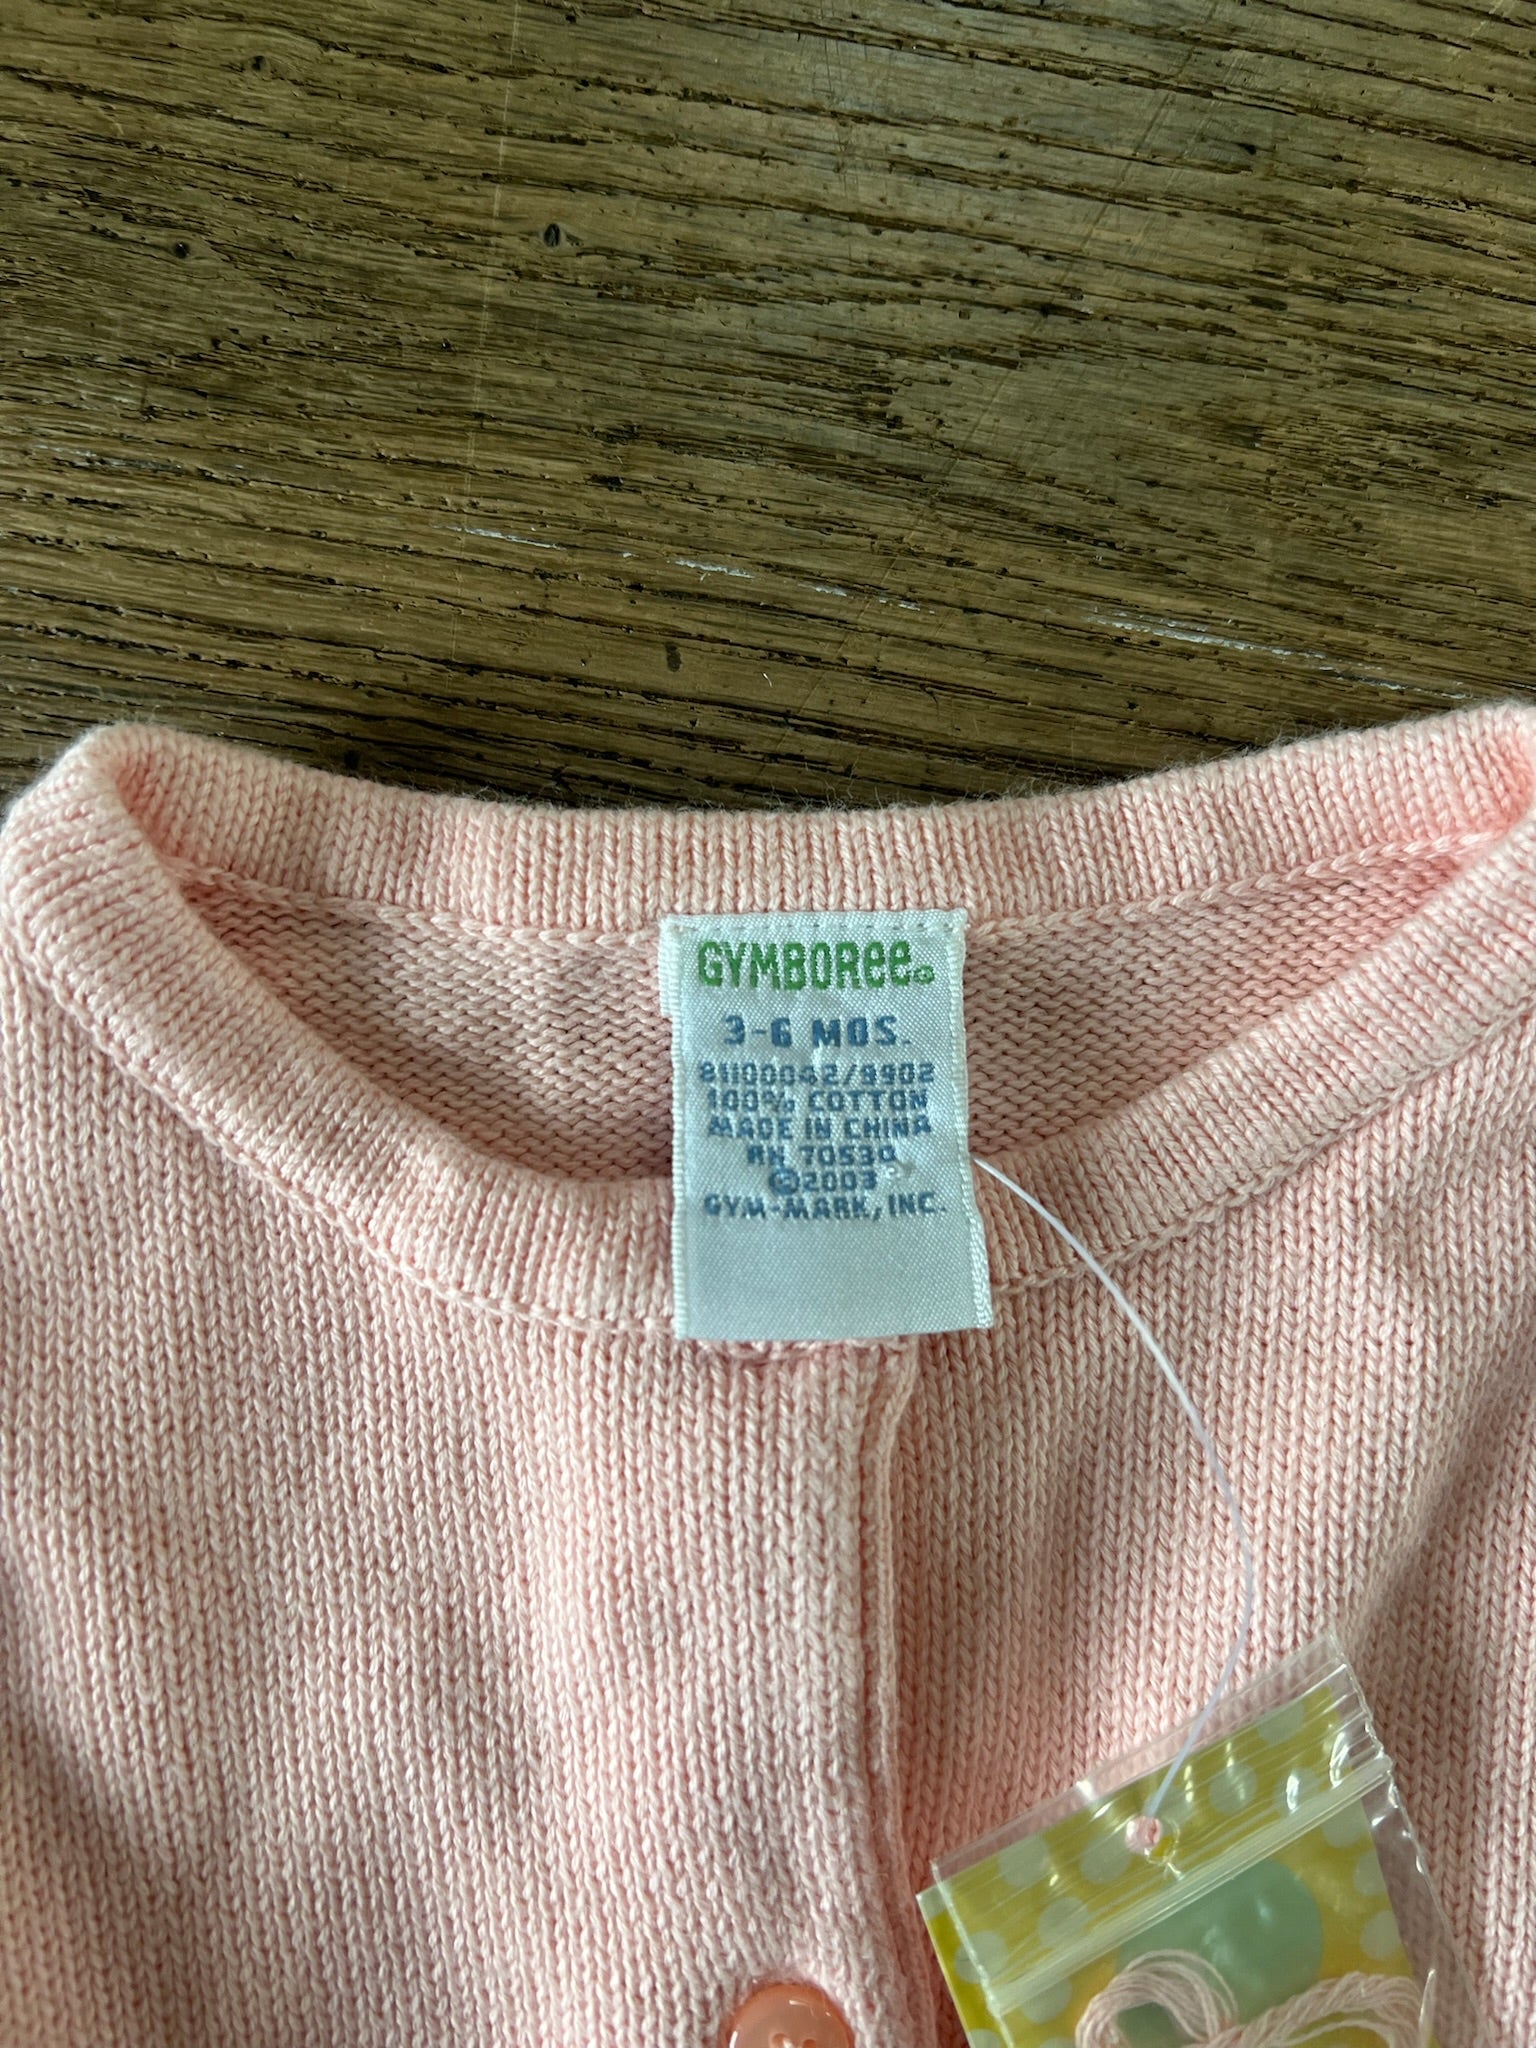 GYMBORee®
3-6 MOS.
81100042/9902
100% COTTON
MADE IN CHINA
RN 70530
©2003
GYM-MARK, INC.